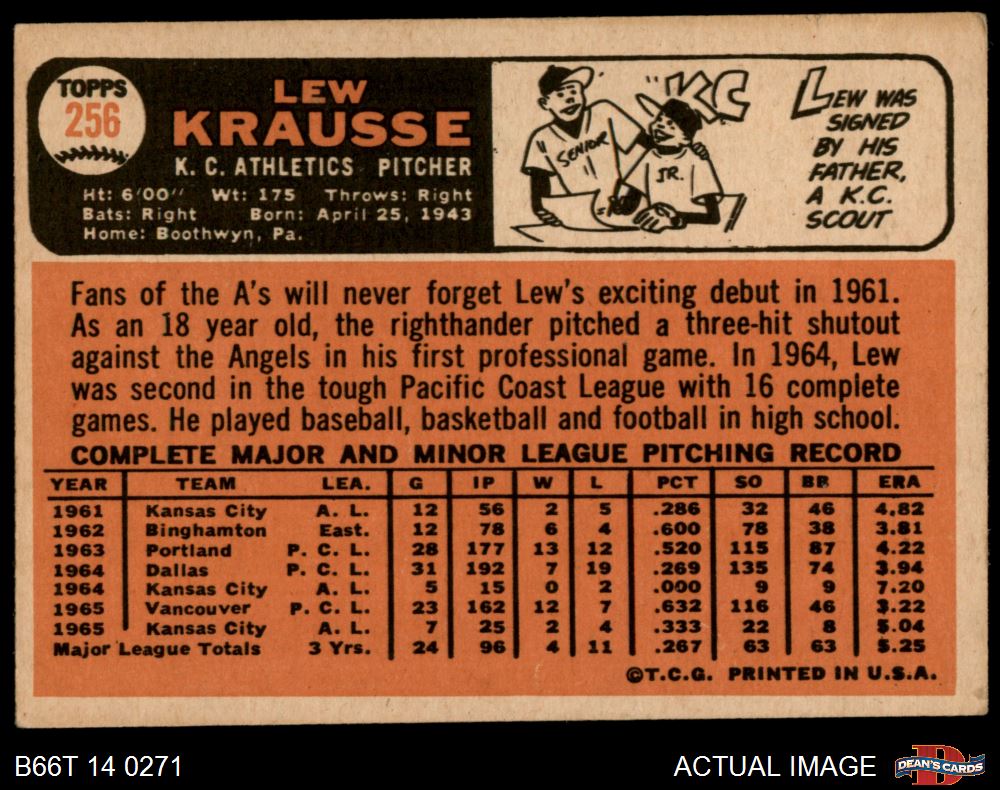 TOPPS
256
LEW
KRAUSSE
K. C. ATHLETICS PITCHER
Ht: 6'00" Wt: 175 Throws: Right
Bats: Right Born: April 25, 1943
Home: Boothwyn, Pa.
"KC
SENIOR
JR.
LEW WAS
SIGNED
BY HIS
FATHER,
A K.C.
SCOUT
Fans of the A's will never forget Lew's exciting debut in 1961.
As an 18 year old, the righthander pitched a three-hit shutout
against the Angels in his first professional game. In 1964, Lew
was second in the tough Pacific Coast League with 16 complete
games. He played baseball, basketball and football in high school.
COMPLETE MAJOR AND MINOR LEAGUE PITCHING RECORD
YEAR TEAM LEA. G IP W L PCT SO BB ERA
1961 Kansas City A. L. 12 56 2 5 .286 32 46 4.82
1962 Binghamton East. 12 78 6 4 .600 78 38 3.81
1963 Portland P. C. L. 28 177 13 12 .520 115 87 4.22
1964 Dallas P. C. L. 31 192 7 19 .269 135 74 3.94
1964 Kansas City A. L. 5 15 0 2 .000 9 9 7.20
1965 Vancouver P. C. L. 23 162 12 7 .632 116 46 3.22
1965 Kansas City A. L. 7 25 2 4 .333 22 8 5.04
Major League Totals 3 Yrs. 24 96 4 11 .267 63 63 5.25
©T.C.G. PRINTED IN U.S.A.
B66T 14 0271
ACTUAL IMAGE
DEAN'S CARDS